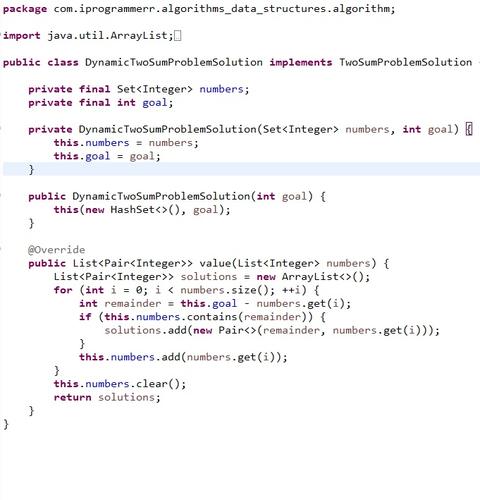 package com.iprogrammerr.algorithms_data_structures.algorithm;
import java.util.ArrayList;
public class DynamicTwoSumProblemSolution implements TwoSumProblemSolution
private final Set<Integer> numbers;
private final int goal;
private DynamicTwoSumProblemSolution(Set<Integer> numbers, int goal) {
this.numbers = numbers;
this.goal = goal;
}
public DynamicTwoSumProblemSolution(int goal) {
this(new HashSet<>(), goal);
}
@Override
public List<Pair<Integer>> value(List<Integer> numbers) {
List<Pair<Integer>> solutions = new ArrayList<>();
for (int i = 0; i < numbers.size(); ++i) {
int remainder = this.goal - numbers.get(i);
if (this.numbers.contains(remainder)) {
solutions.add(new Pair<>(remainder, numbers.get(i)));
}
this.numbers.add(numbers.get(i));
}
this.numbers.clear();
return solutions;
}
}